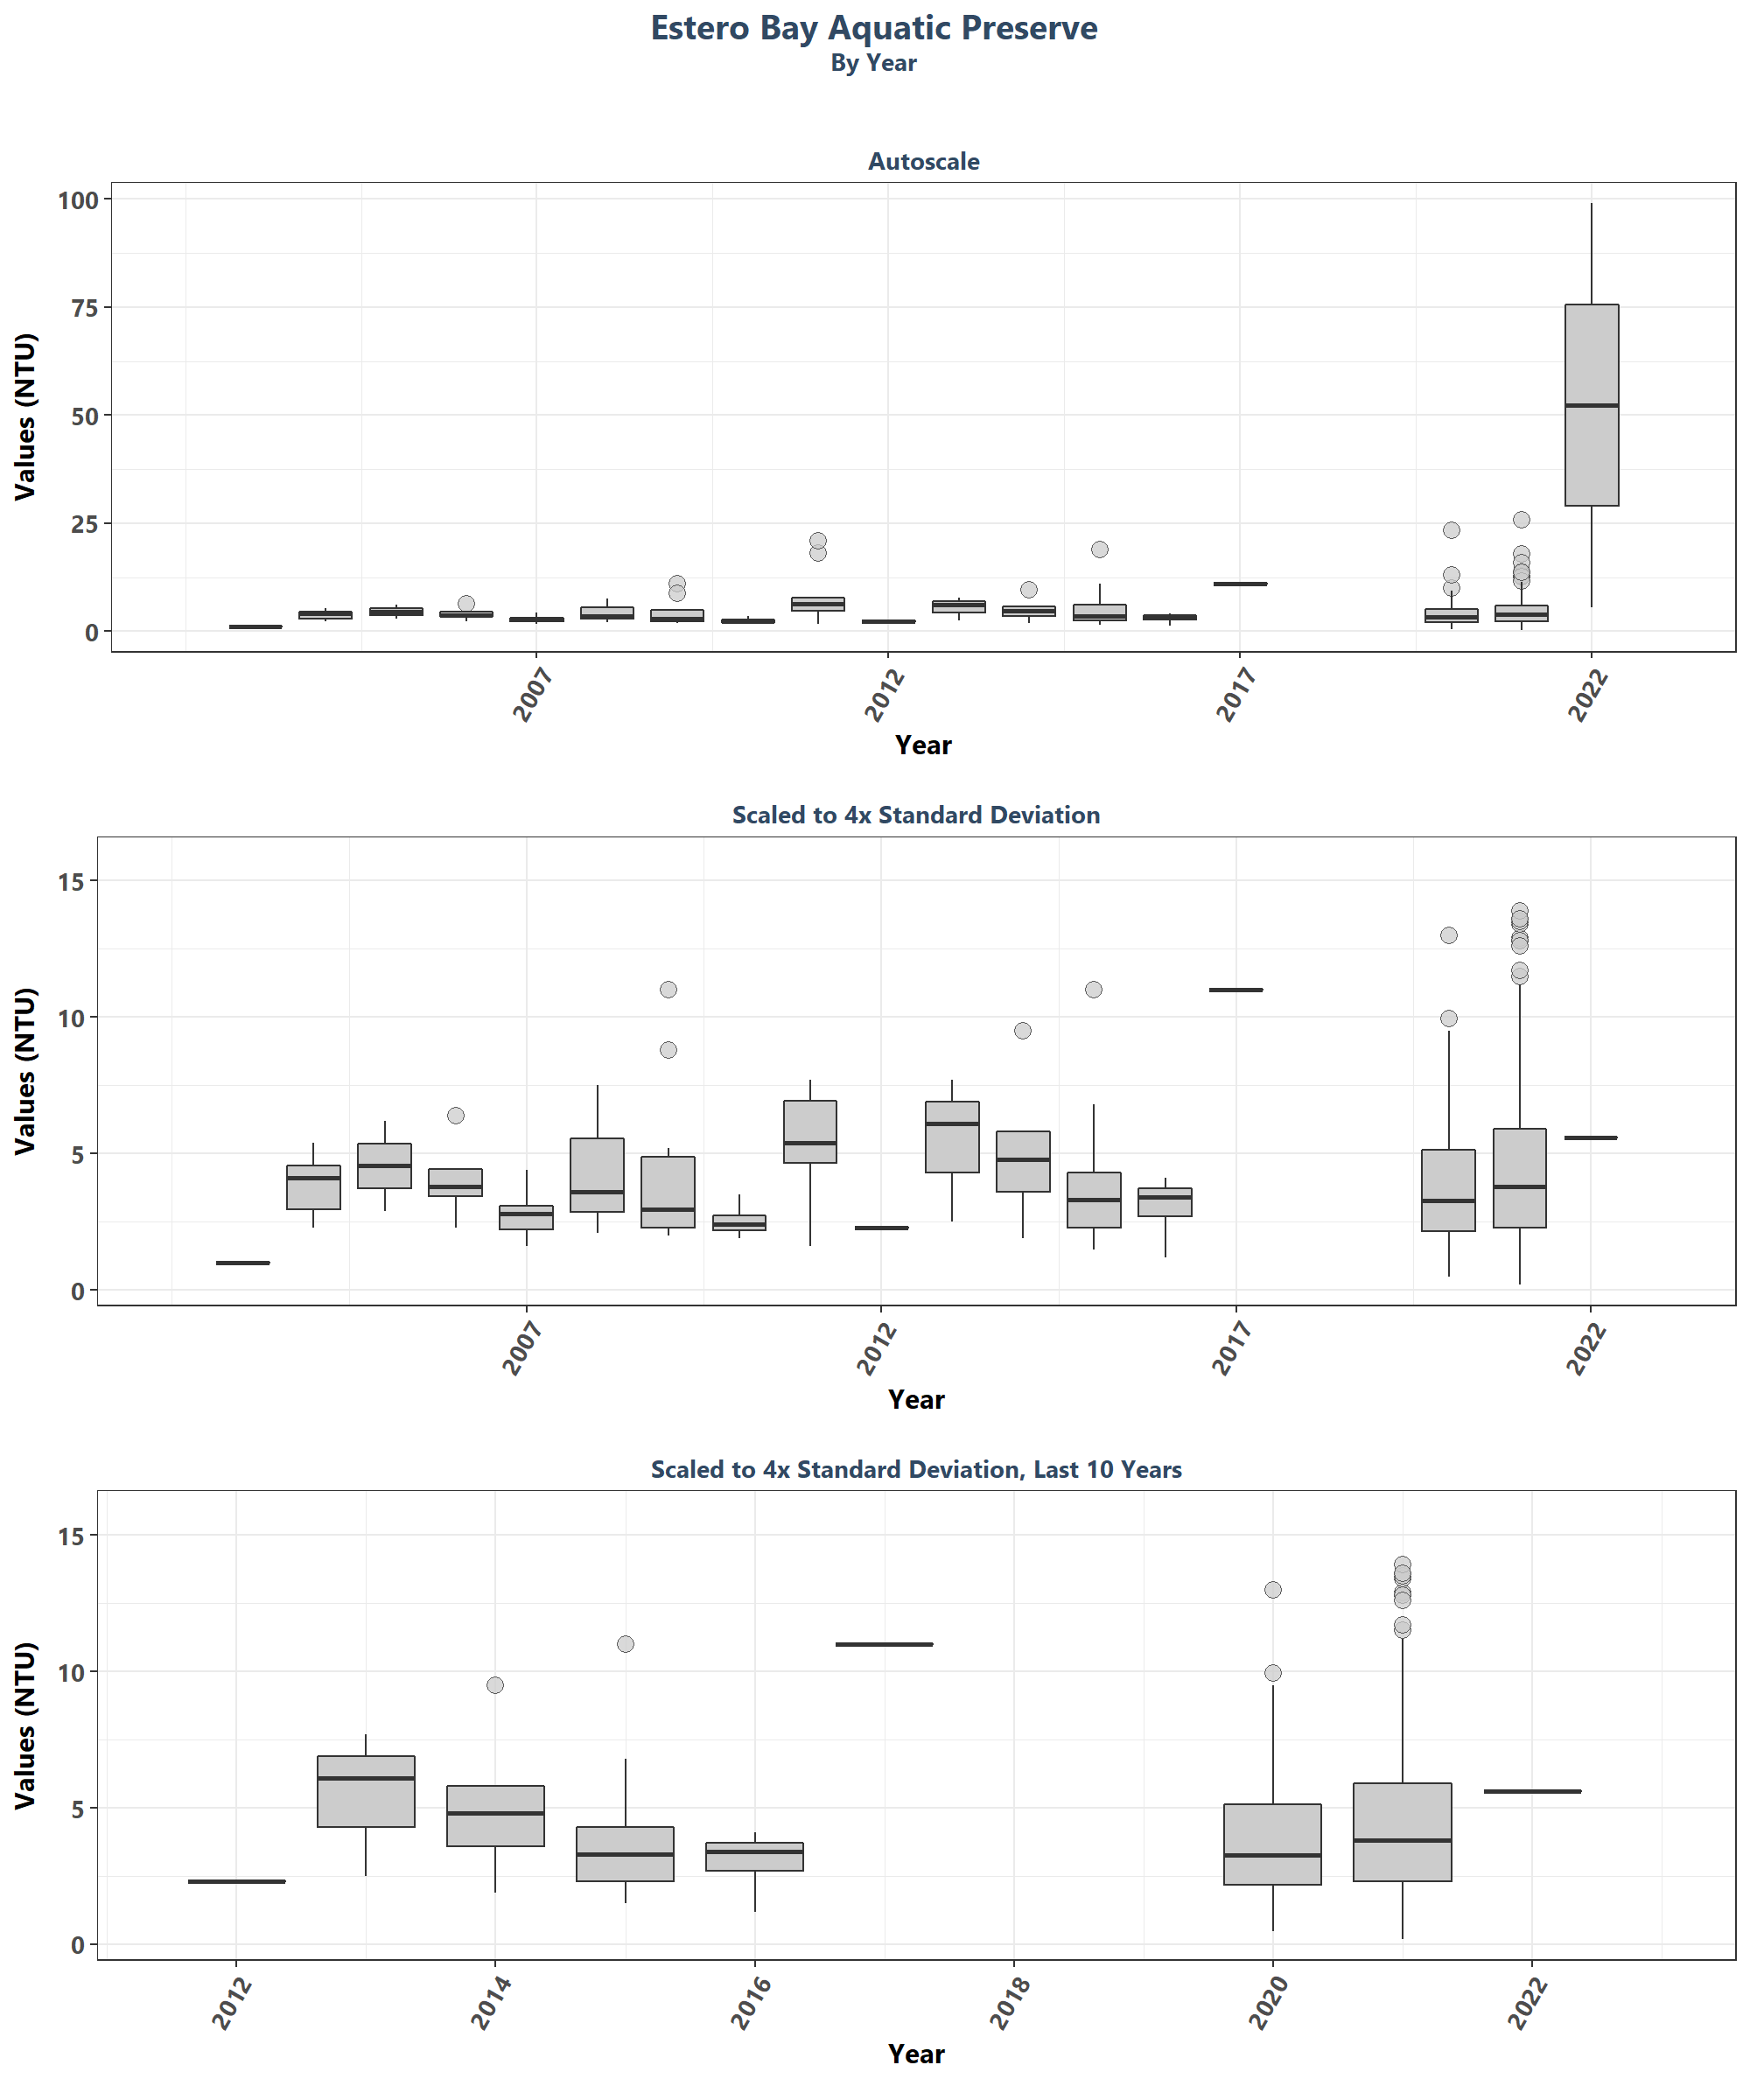 Estero Bay Aquatic Preserve
By Year
Autoscale
Values (NTU)
100
75
50
25
0
2007
2012
2017
2022
Year
Scaled to 4x Standard Deviation
Values (NTU)
15
10
5
0
2007
2012
2017
2022
Year
Scaled to 4x Standard Deviation, Last 10 Years
Values (NTU)
15
10
5
0
2012
2014
2016
2018
2020
2022
Year